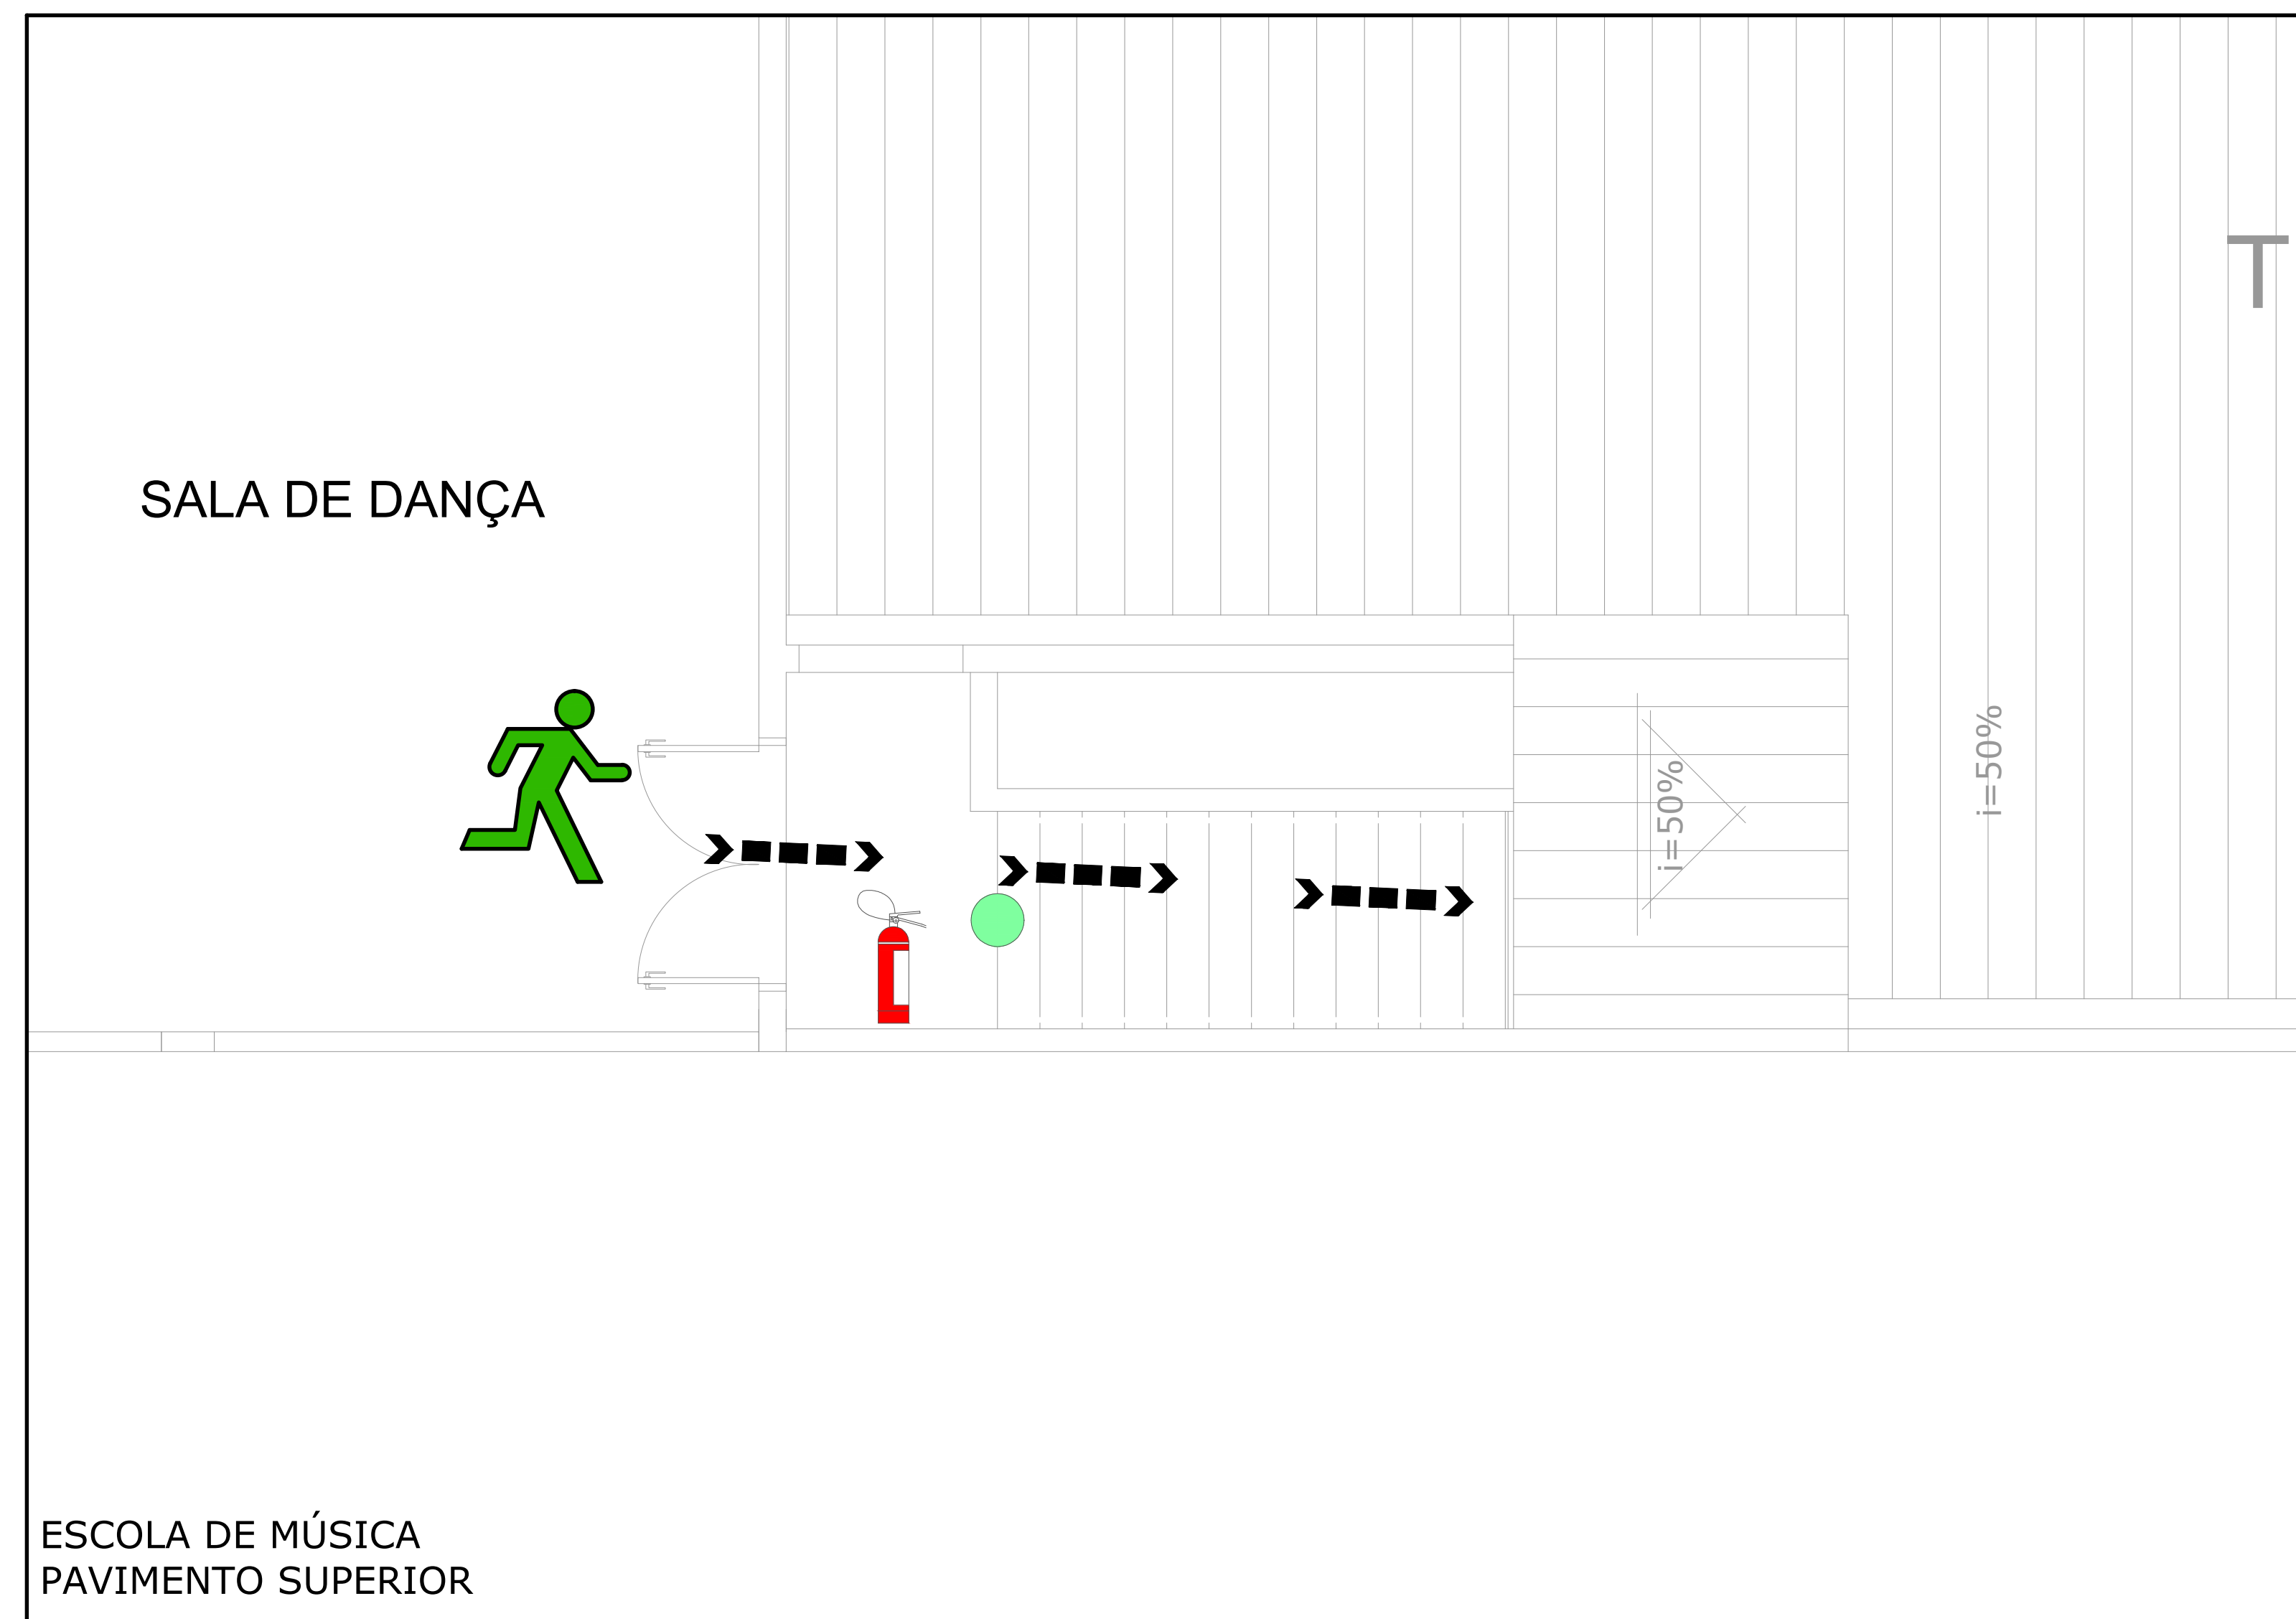 T
SALA DE DANÇA
i=50%
i=50%
ESCOLA DE MÚSICA
PAVIMENTO SUPERIOR